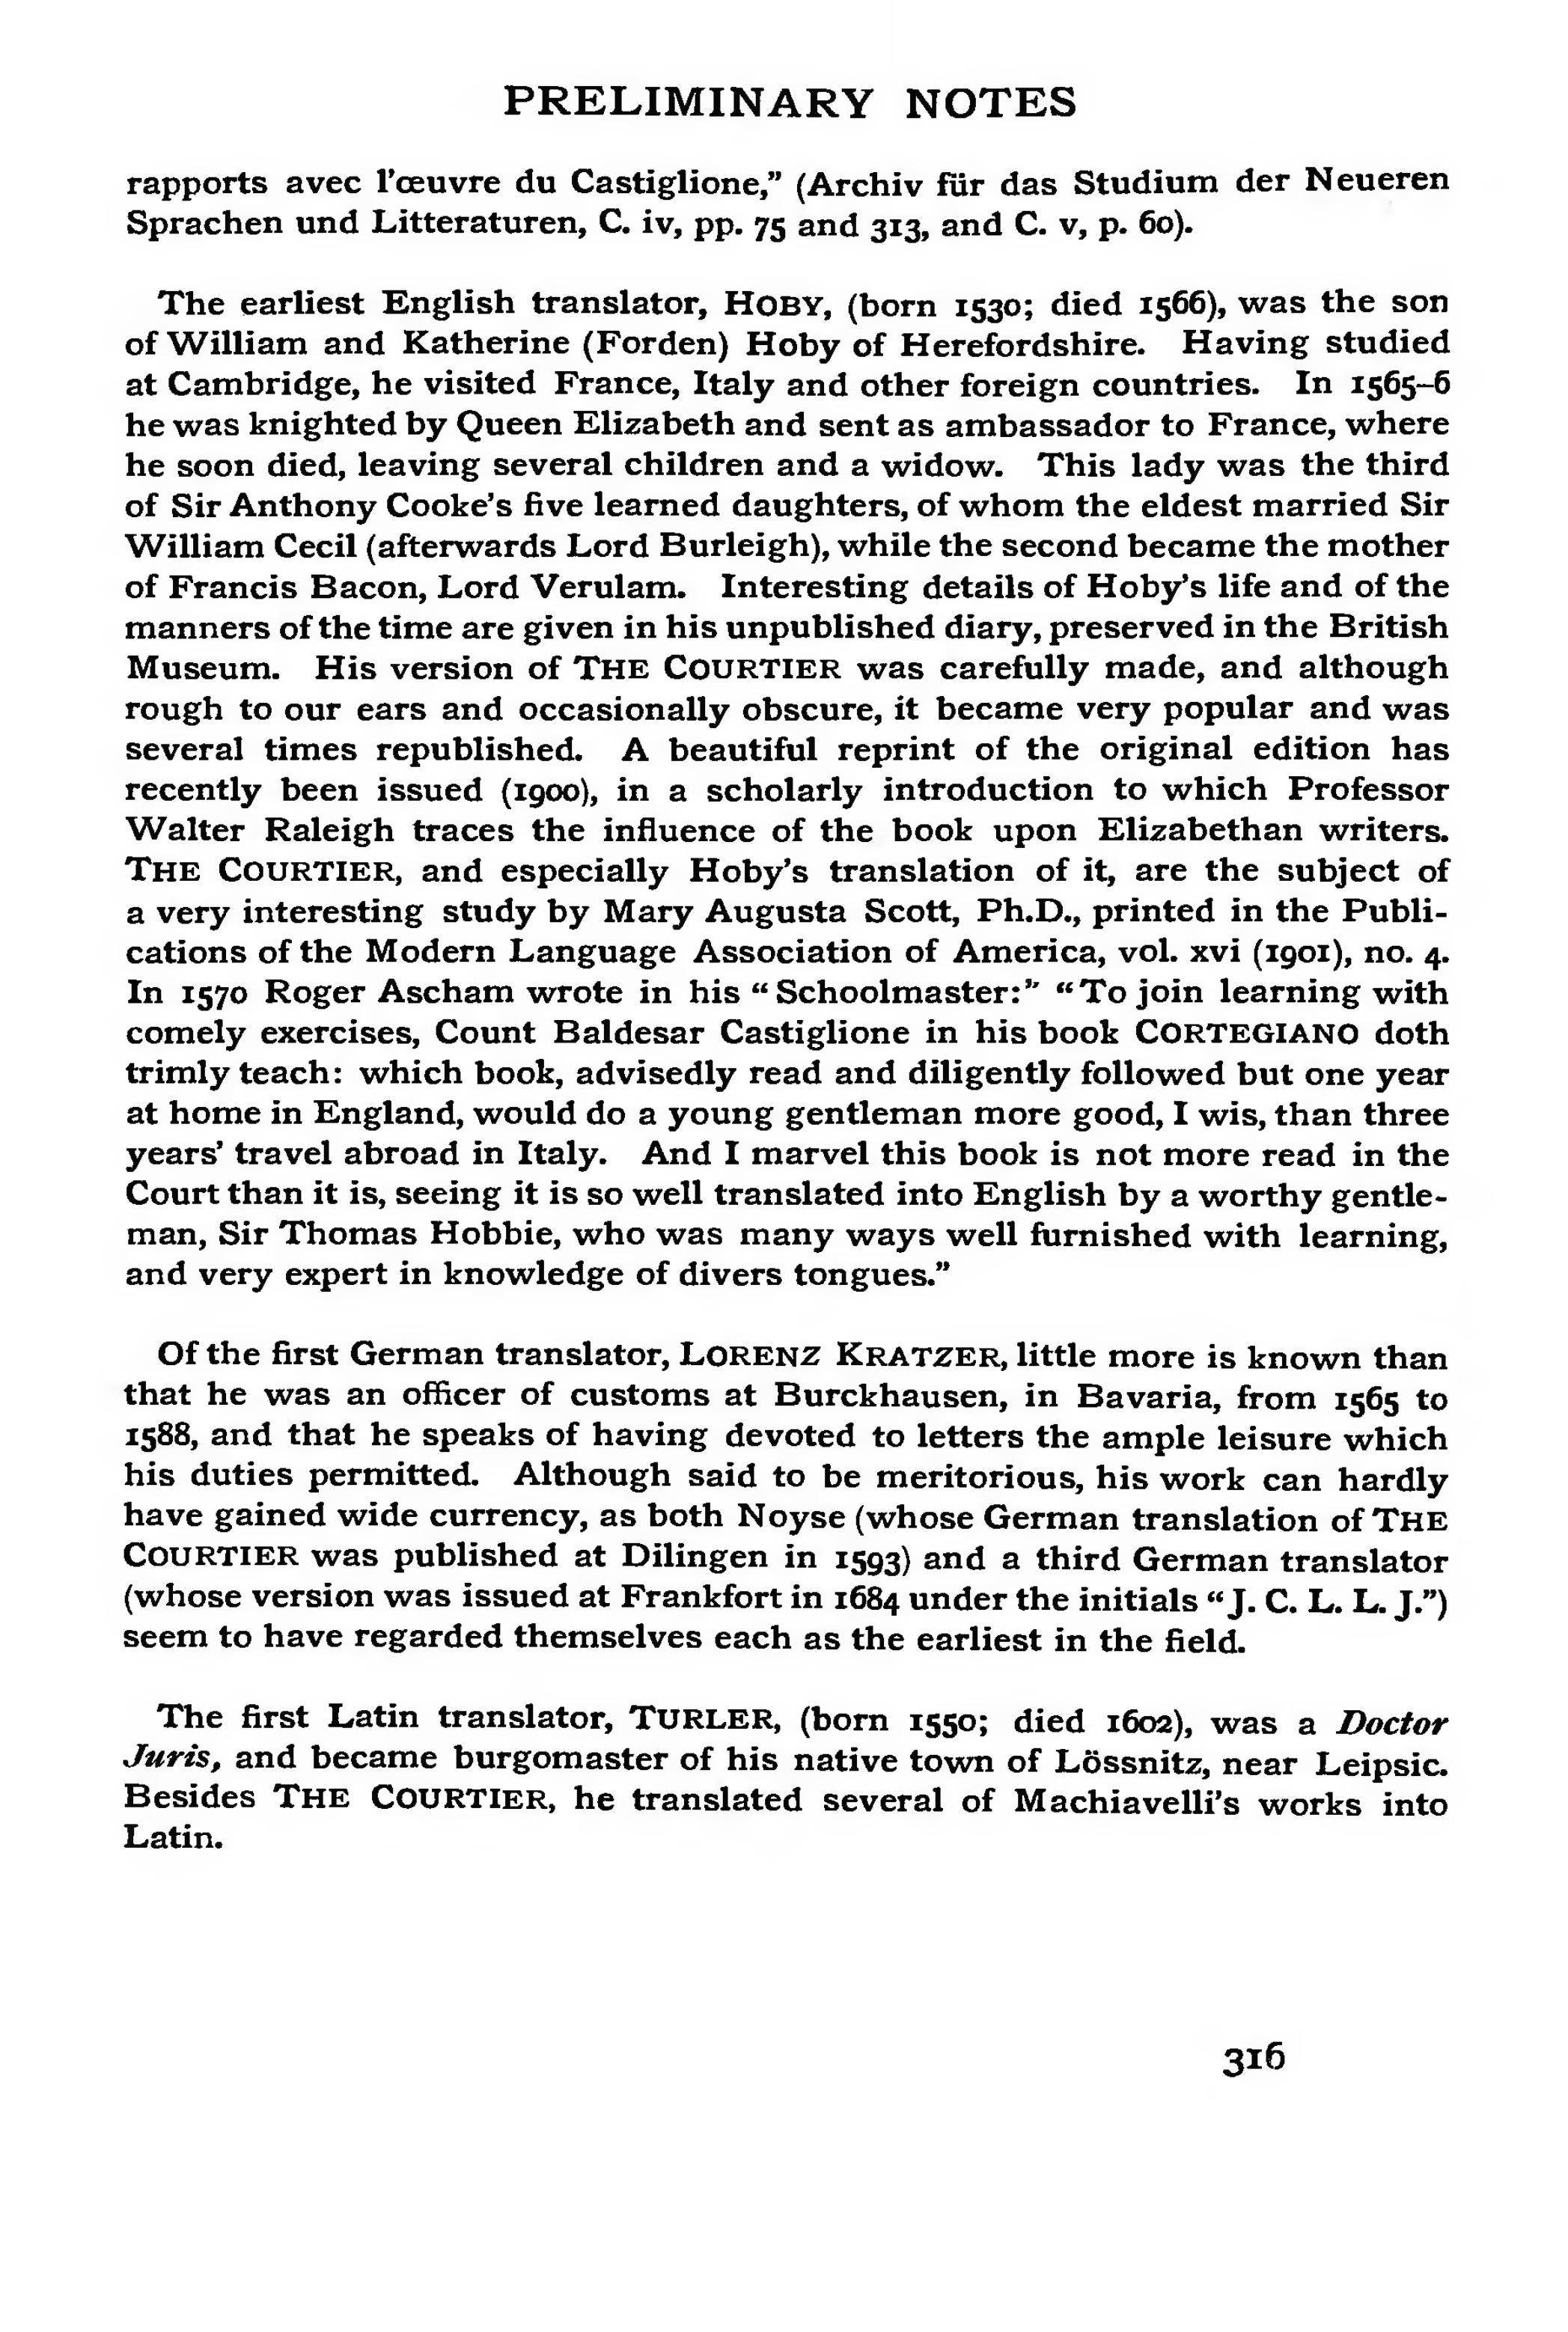 PRELIMINARY NOTES
rapports avec l'œuvre du Castiglione,” (Archiv für das Studium der Neueren
Sprachen und Litteraturen, C. iv, pp. 75 and 313, and C. v, p. 60).
The earliest English translator, HOBY, (born 1530; died 1566), was the son
of William and Katherine (Forden) Hoby of Herefordshire. Having studied
at Cambridge, he visited France, Italy and other foreign countries. In 1565–6
he was knighted by Queen Elizabeth and sent as ambassador to France, where
he soon died, leaving several children and a widow. This lady was the third
of Sir Anthony Cooke's five learned daughters, of whom the eldest married Sir
William Cecil (afterwards Lord Burleigh), while the second became the mother
of Francis Bacon, Lord Verulam. Interesting details of Hoby's life and of the
manners of the time are given in his unpublished diary, preserved in the British
Museum. His version of THE COURTIER was carefully made, and although
rough to our ears and occasionally obscure, it became very popular and was
several times republished. A beautiful reprint of the original edition has
recently been issued (1900), in a scholarly introduction to which Professor
Walter Raleigh traces the influence of the book upon Elizabethan writers.
THE COURTIER, and especially Hoby's translation of it, are the subject of
a very interesting study by Mary Augusta Scott, Ph.D., printed in the Publi-
cations of the Modern Language Association of America, vol. xvi (1901), no. 4.
In 1570 Roger Ascham wrote in his “Schoolmaster:” “To join learning with
comely exercises, Count Baldesar Castiglione in his book CORTEGIANO doth
trimly teach: which book, advisedly read and diligently followed but one year
at home in England, would do a young gentleman more good, I wis, than three
years' travel abroad in Italy. And I marvel this book is not more read in the
Court than it is, seeing it is so well translated into English by a worthy gentle-
man, Sir Thomas Hobbie, who was many ways well furnished with learning,
and very expert in knowledge of divers tongues.”
Of the first German translator, LORENZ KRATZER, little more is known than
that he was an officer of customs at Burckhausen, in Bavaria, from 1565 to
1588, and that he speaks of having devoted to letters the ample leisure which
his duties permitted. Although said to be meritorious, his work can hardly
have gained wide currency, as both Noyse (whose German translation of THE
COURTIER was published at Dilingen in 1593) and a third German translator
(whose version was issued at Frankfort in 1684 under the initials “J. C. L. L. J.”)
seem to have regarded themselves each as the earliest in the field.
The first Latin translator, TURLER, (born 1550; died 1602), was a Doctor
Juris, and became burgomaster of his native town of Lössnitz, near Leipsic.
Besides THE COURTIER, he translated several of Machiavelli's works into
Latin.
316